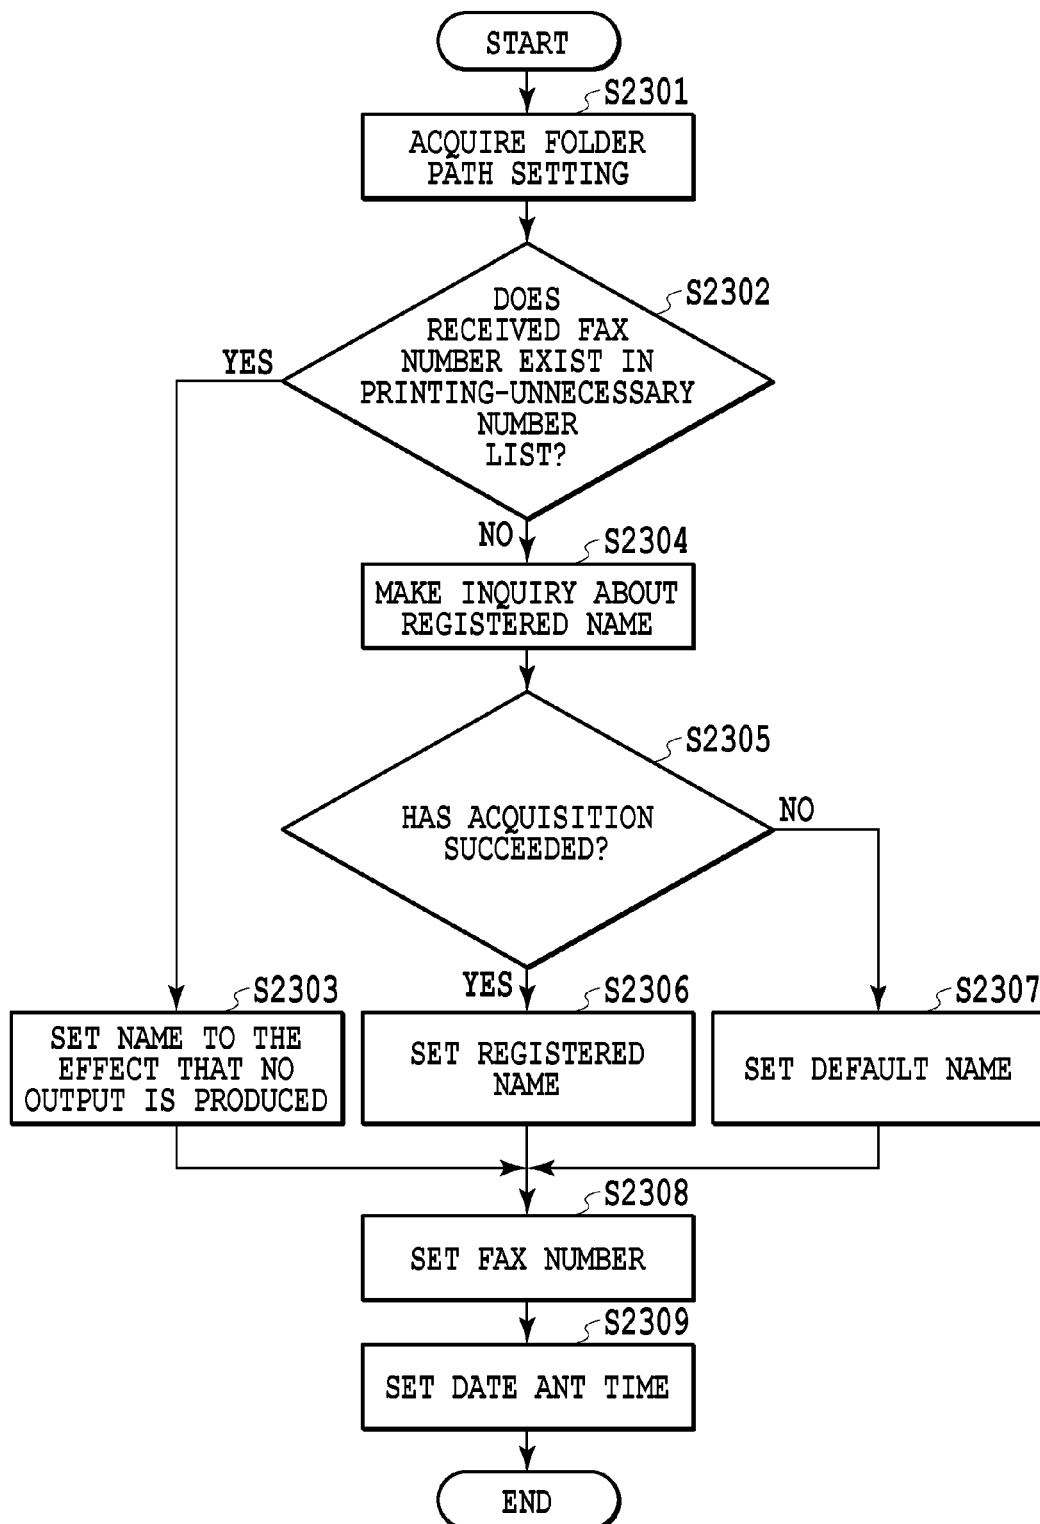 START
S2301
ACQUIRE FOLDER
PATH SETTING
S2302
DOES
RECEIVED FAX
NUMBER EXIST IN
PRINTING-UNNECESSARY
NUMBER
LIST?
YES
NO
S2304
MAKE INQUIRY ABOUT
REGISTERED NAME
S2305
HAS ACQUISITION
SUCCEEDED?
NO
YES
S2303
SET NAME TO THE
EFFECT THAT NO
OUTPUT IS PRODUCED
S2306
SET REGISTERED
NAME
S2307
SET DEFAULT NAME
S2308
SET FAX NUMBER
S2309
SET DATE ANT TIME
END